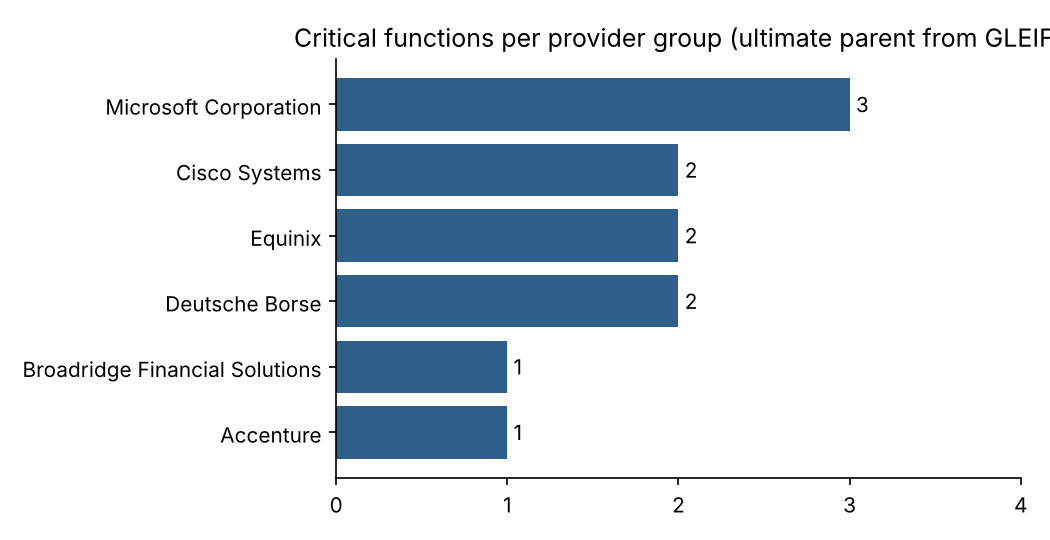 Critical functions per provider group (ultimate parent from GLEIF
Microsoft Corporation 3
Cisco Systems 2
Equinix 2
Deutsche Borse 2
Broadridge Financial Solutions 1
Accenture 1
0 1 2 3 4